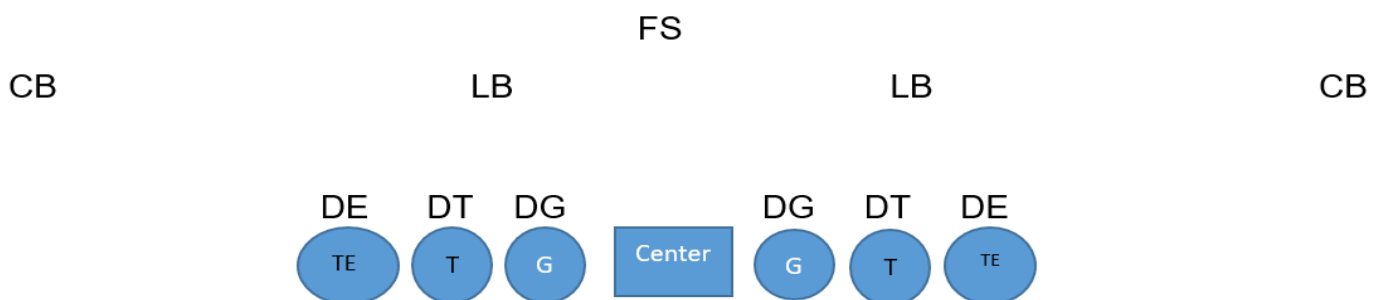 FS
CB LB LB CB
DE DT DG DG DT DE
TE T G Center G T TE